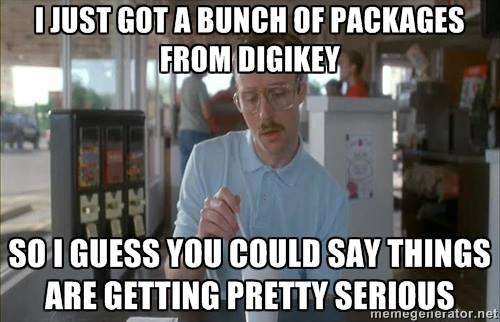 I JUST GOT A BUNCH OF PACKAGES
FROM DIGIKEY
SO I GUESS YOU COULD SAY THINGS
ARE GETTING PRETTY SERIOUS
memegenerator.net